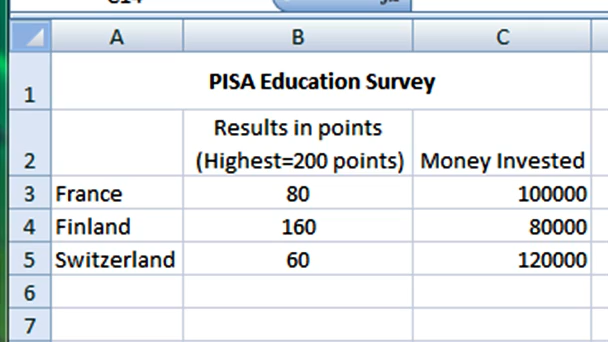 A B C
1 PISA Education Survey
Results in points
2 (Highest=200 points) Money Invested
3 France 80 100000
4 Finland 160 80000
5 Switzerland 60 120000
6
7